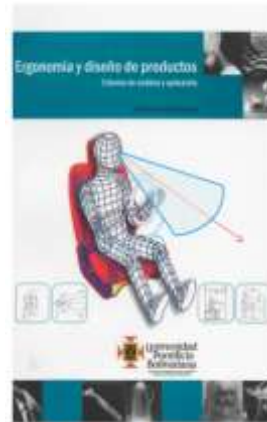 Ergonomía y diseño de productos
Criterios de análisis y aplicación
Universidad
Pontificia
Bolivariana